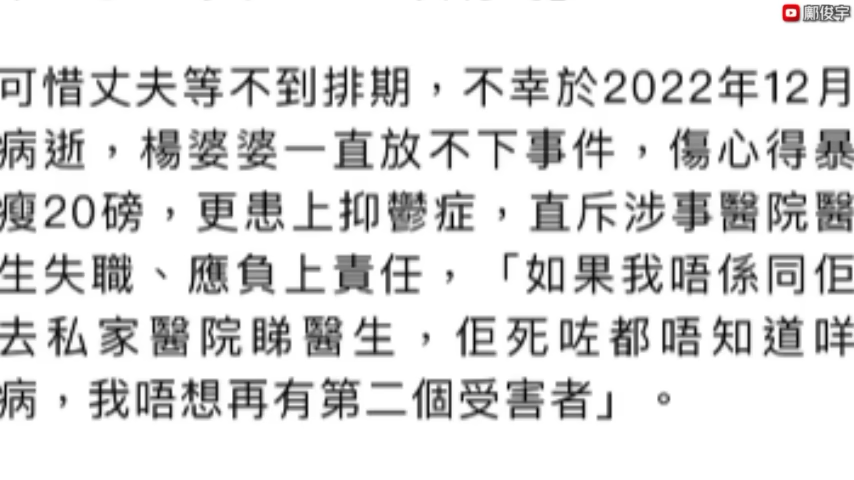 鄺俊宇
可惜丈夫等不到排期，不幸於2022年12月
病逝，楊婆婆一直放不下事件，傷心得暴
瘦20磅，更患上抑鬱症，直斥涉事醫院醫
生失職、應負上責任，「如果我唔係同佢
去私家醫院睇醫生，佢死咗都唔知道咩
病，我唔想再有第二個受害者」。